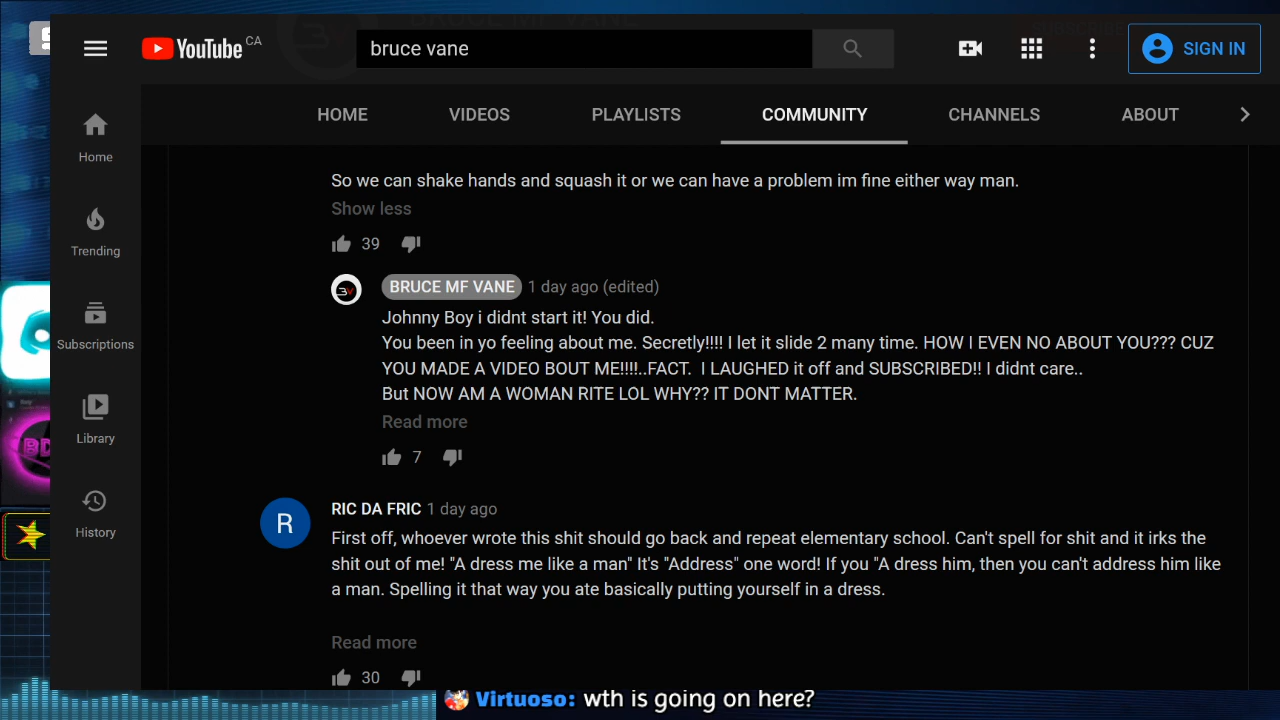 BRUCE MF VANE
YouTube CA
bruce vane
SIGN IN
HOME VIDEOS PLAYLISTS COMMUNITY CHANNELS ABOUT
Home
Trending
Subscriptions
Library
History
So we can shake hands and squash it or we can have a problem im fine either way man.
Show less
39
BRUCE MF VANE 1 day ago (edited)
Johnny Boy i didnt start it! You did.
You been in yo feeling about me. Secretly!!!! I let it slide 2 many time. HOW I EVEN NO ABOUT YOU??? CUZ
YOU MADE A VIDEO BOUT ME!!!!..FACT.  I LAUGHED it off and SUBSCRIBED!! I didnt care..
But NOW AM A WOMAN RITE LOL WHY?? IT DONT MATTER.
Read more
7
R
RIC DA FRIC 1 day ago
First off, whoever wrote this shit should go back and repeat elementary school. Can't spell for shit and it irks the
shit out of me! "A dress me like a man" It's "Address" one word! If you "A dress him, then you can't address him like
a man. Spelling it that way you ate basically putting yourself in a dress.
Read more
30
Virtuoso: wth is going on here?